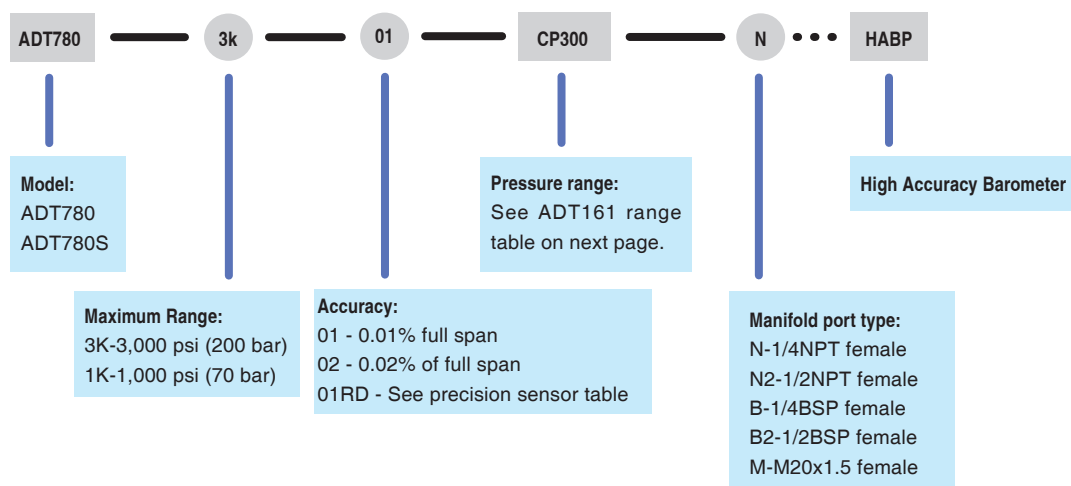 ADT780
3k
01
CP300
N
HABP
Model:
ADT780
ADT780S
Maximum Range:
3K-3,000 psi (200 bar)
1K-1,000 psi (70 bar)
Accuracy:
01 - 0.01% full span
02 - 0.02% of full span
01RD - See precision sensor table
Pressure range:
See ADT161 range
table on next page.
Manifold port type:
N-1/4NPT female
N2-1/2NPT female
B-1/4BSP female
B2-1/2BSP female
M-M20x1.5 female
High Accuracy Barometer